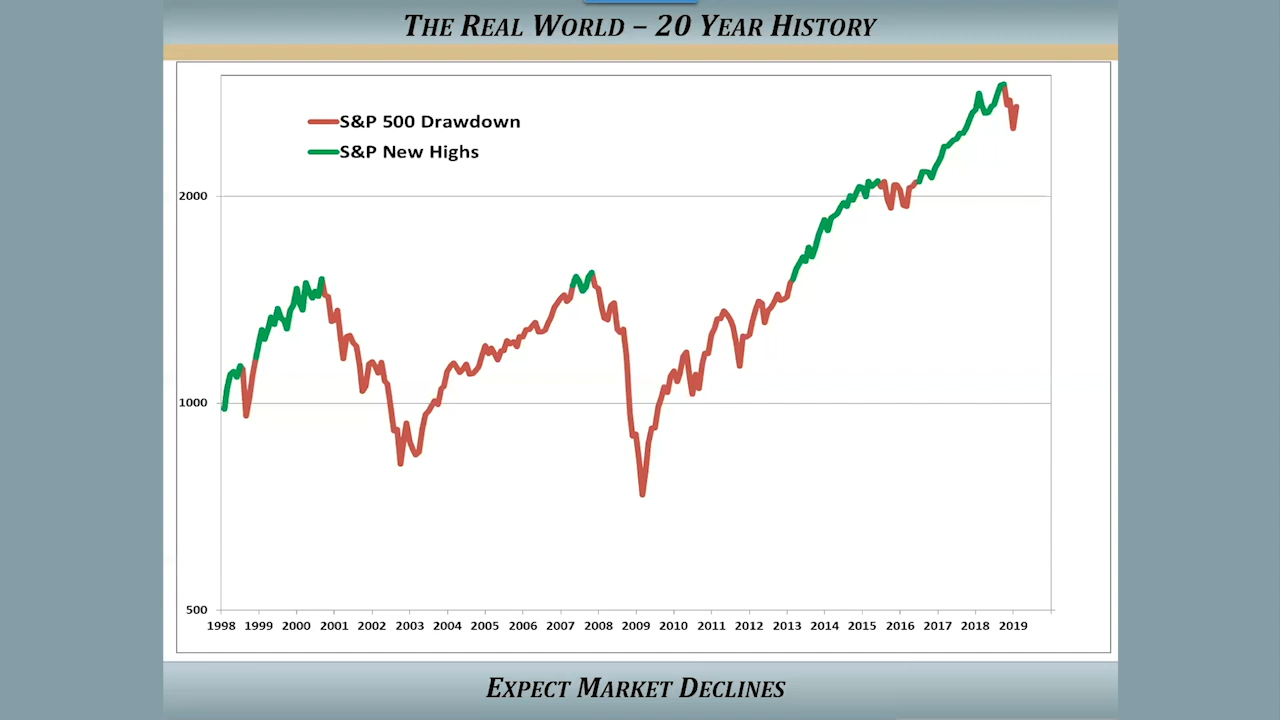 THE REAL WORLD – 20 YEAR HISTORY
S&P 500 Drawdown
S&P New Highs
2000
1000
500
1998 1999 2000 2001 2002 2003 2004 2005 2006 2007 2008 2009 2010 2011 2012 2013 2014 2015 2016 2017 2018 2019
EXPECT MARKET DECLINES